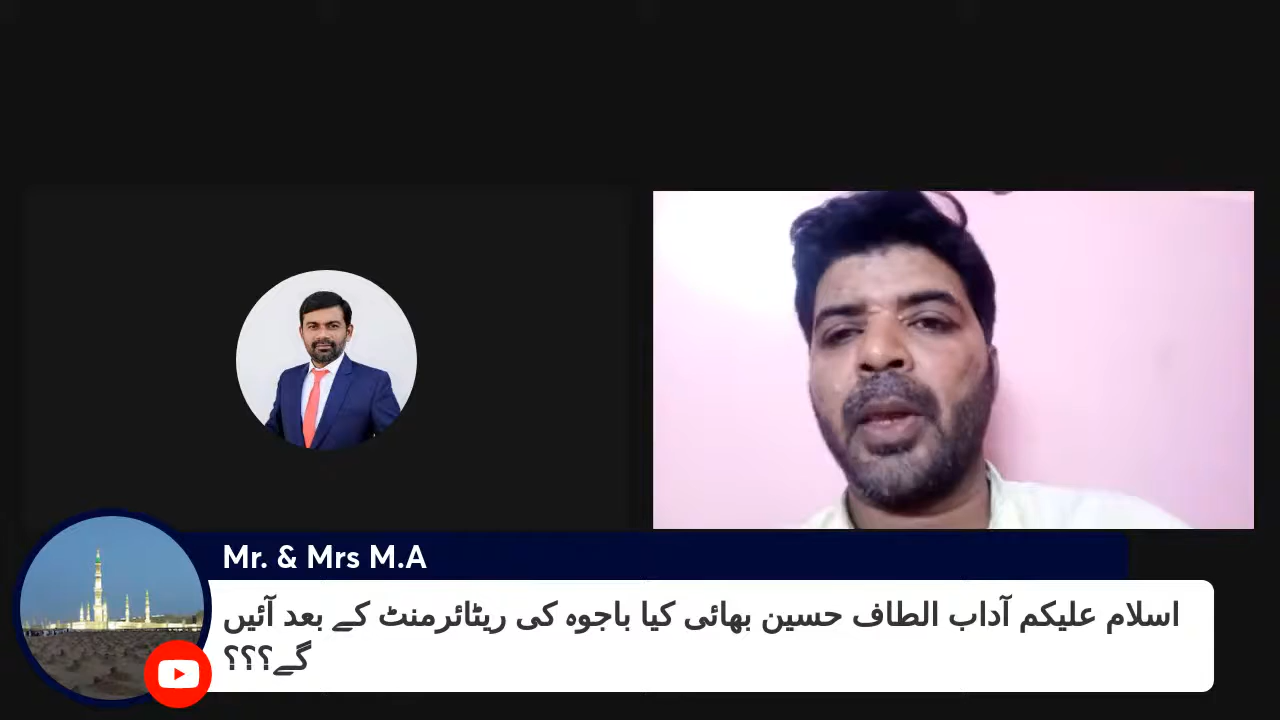 Mr. & Mrs M.A
اسلام علیکم آداب الطاف حسین بھائی کیا باجوہ کی ریٹائرمنٹ کے بعد آئیں
گے؟؟؟